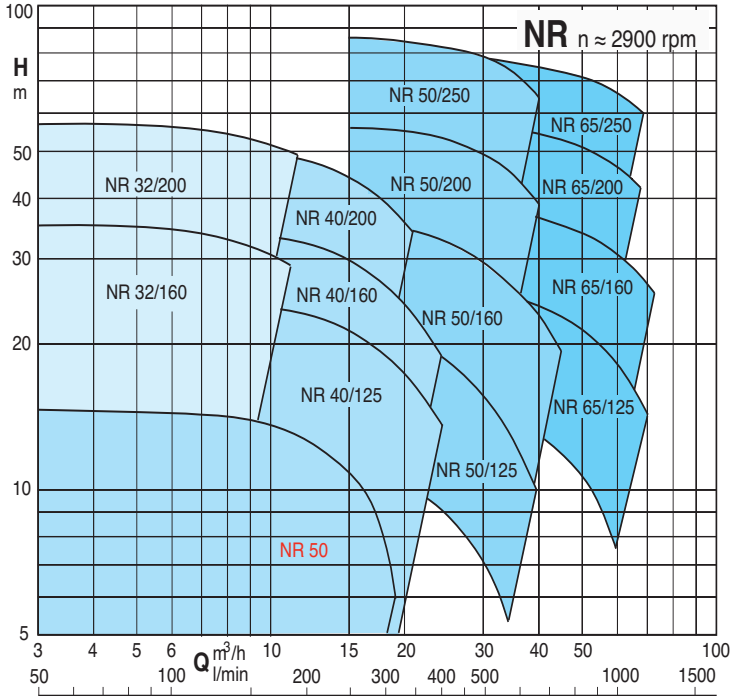 100
NR n ≈ 2900 rpm
H
m
NR 50/250
NR 65/250
50
NR 32/200
NR 50/200
NR 65/200
40
NR 40/200
30
NR 32/160
NR 40/160
NR 65/160
NR 50/160
20
NR 40/125
NR 65/125
NR 50/125
10
NR 50
5
3 4 5 6 10 15 20 30 40 50 100
Q m³/h
l/min
50 100 200 300 400 500 1000 1500